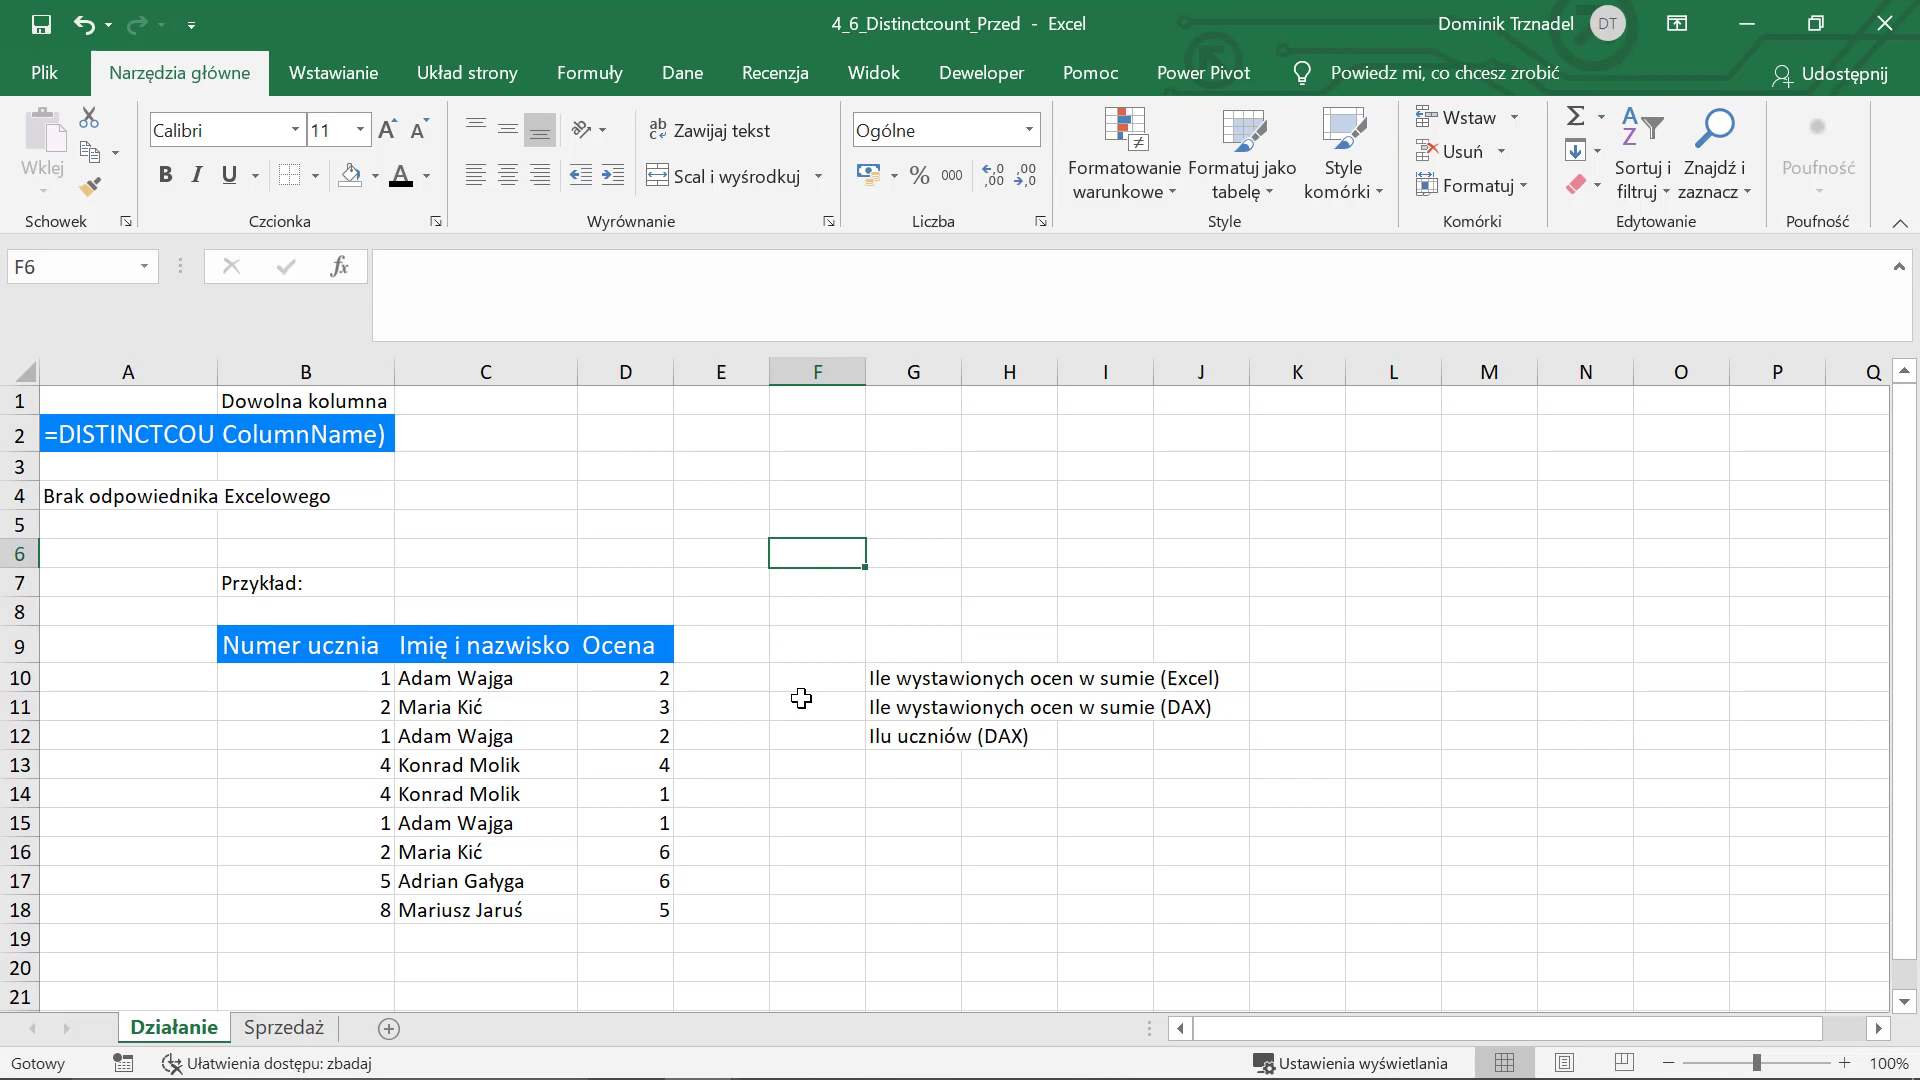 4_6_Distinctcount_Przed - Excel
Dominik Trznadel DT
Plik Narzędzia główne Wstawianie Układ strony Formuły Dane Recenzja Widok Deweloper Pomoc Power Pivot Powiedz mi, co chcesz zrobić Udostępnij
Wklej
Schowek
Calibri 11
B I U A
Czcionka
ab Zawijaj tekst
Scal i wyśrodkuj
Wyrównanie
Ogólne
% 000
Liczba
Formatowanie warunkowe
Formatuj jako tabelę
Style komórki
Style
Wstaw
Usuń
Formatuj
Komórki
Sortuj i filtruj
Znajdź i zaznacz
Edytowanie
Poufność
Poufność
F6 fx
A B C D E F G H I J K L M N O P Q
1 Dowolna kolumna
2 =DISTINCTCOU ColumnName)
3
4 Brak odpowiednika Excelowego
5
6
7 Przykład:
8
9 Numer ucznia Imię i nazwisko Ocena
10 1 Adam Wajga 2 Ile wystawionych ocen w sumie (Excel)
11 2 Maria Kić 3 Ile wystawionych ocen w sumie (DAX)
12 1 Adam Wajga 2 Ilu uczniów (DAX)
13 4 Konrad Molik 4
14 4 Konrad Molik 1
15 1 Adam Wajga 1
16 2 Maria Kić 6
17 5 Adrian Gałyga 6
18 8 Mariusz Jaruś 5
19
20
21
Działanie Sprzedaż
Gotowy Ułatwienia dostępu: zbadaj Ustawienia wyświetlania 100%